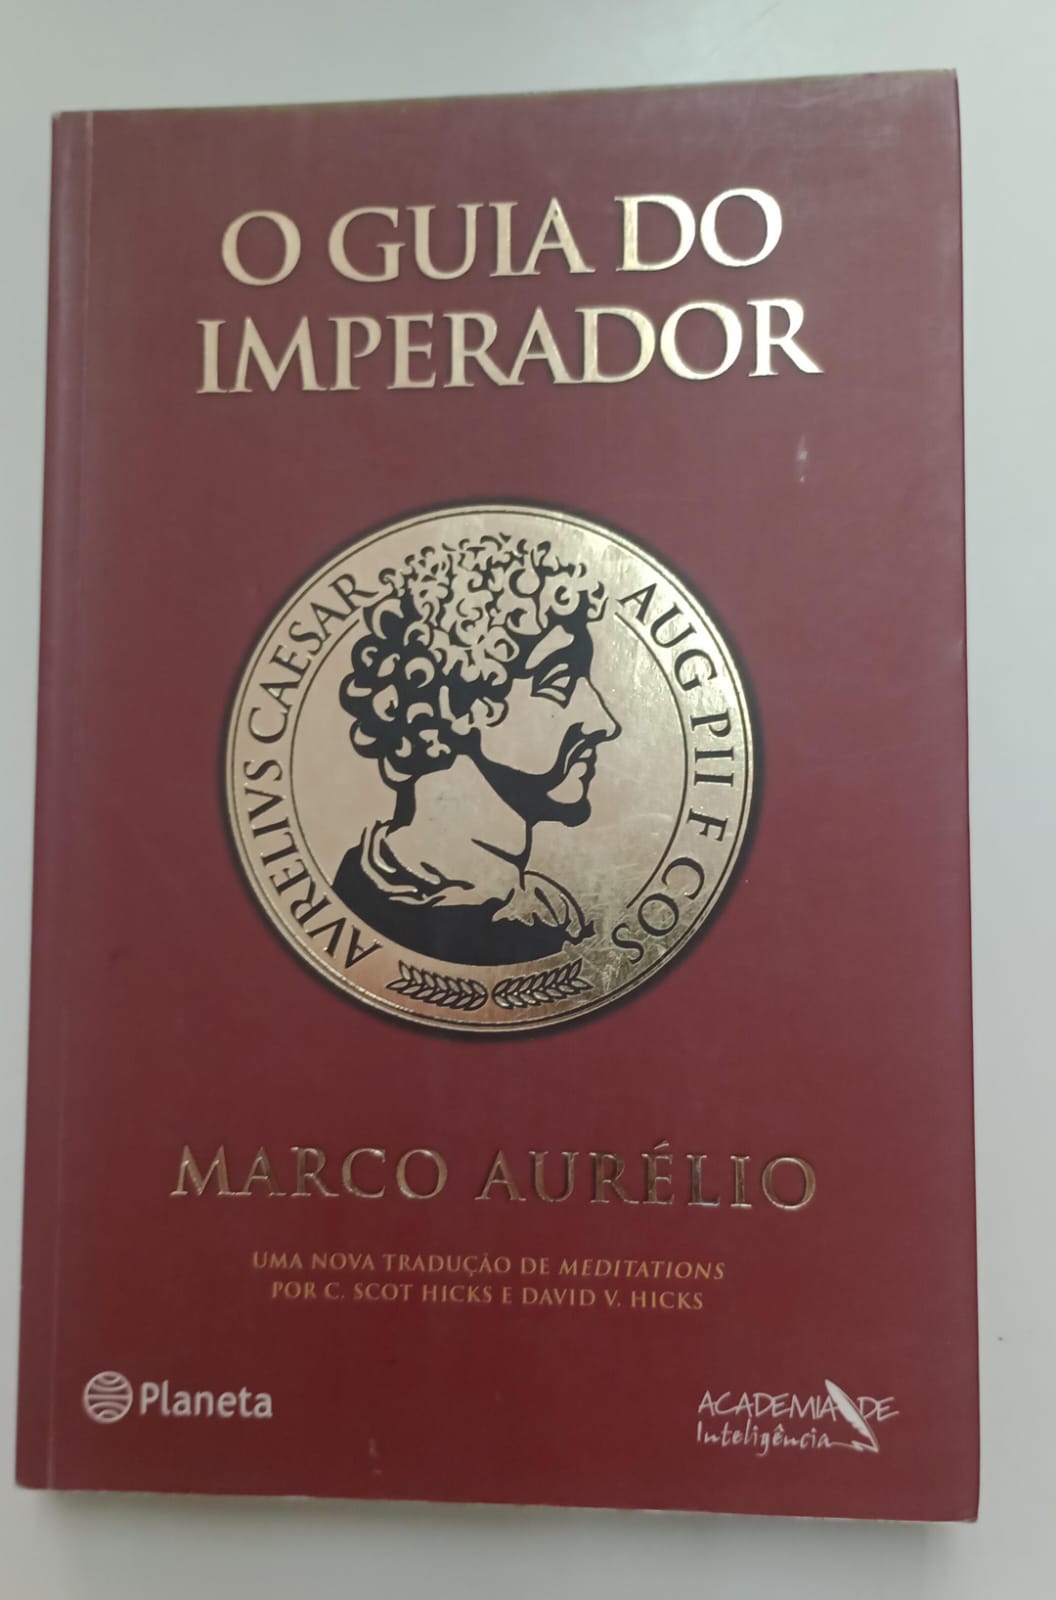 O GUIA DO
IMPERADOR
AVRELIVS CAESAR
AUG PII F COS
MARCO AURÉLIO
UMA NOVA TRADUÇÃO DE MEDITATIONS
POR C. SCOT HICKS E DAVID V. HICKS
Planeta
ACADEMIA DE
Inteligência